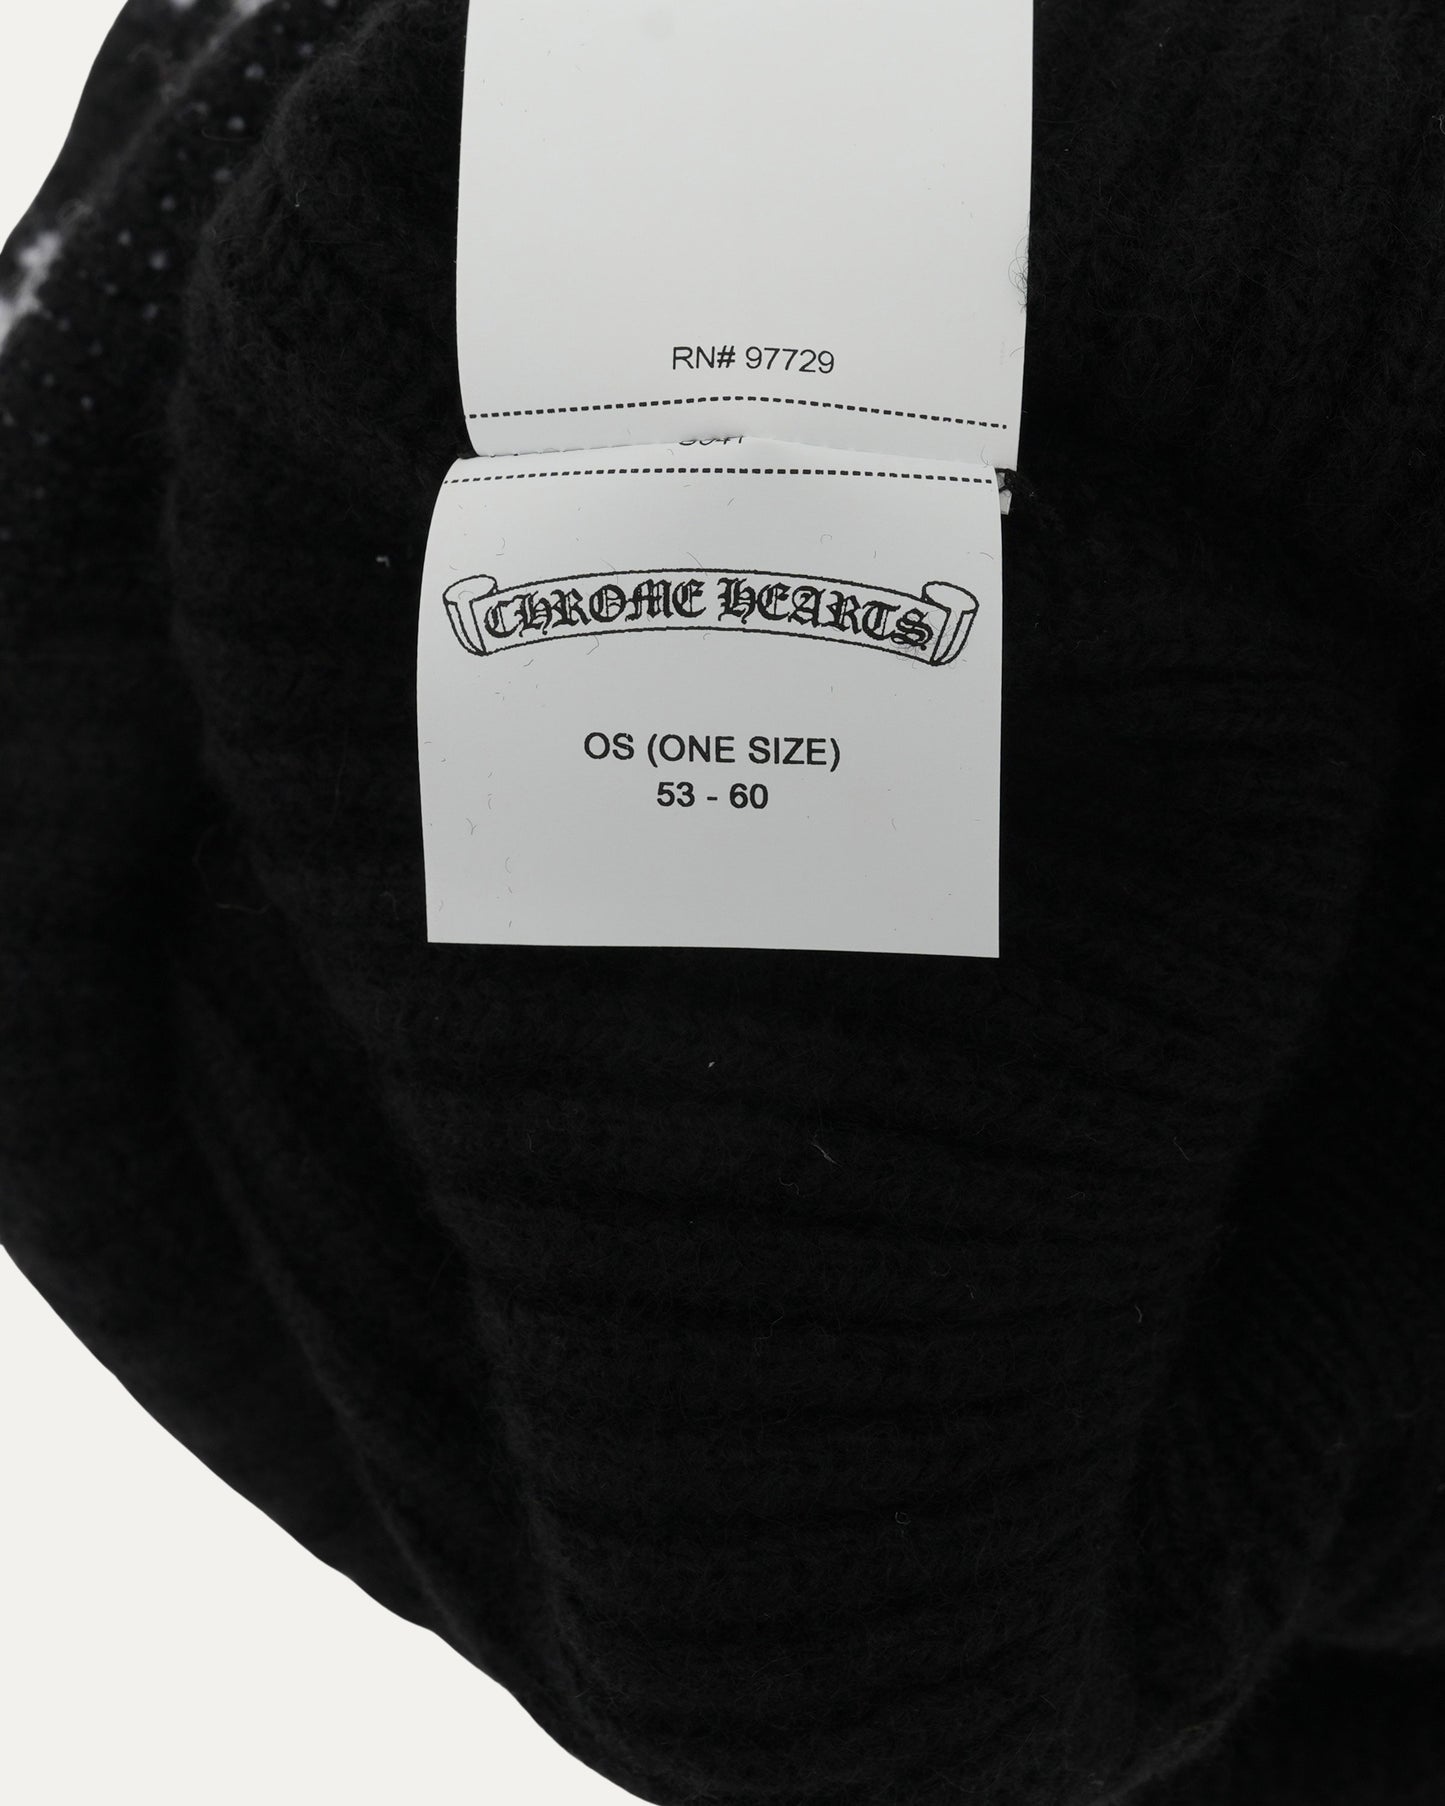 RN# 97729
CHROME HEARTS
OS (ONE SIZE)
53 - 60